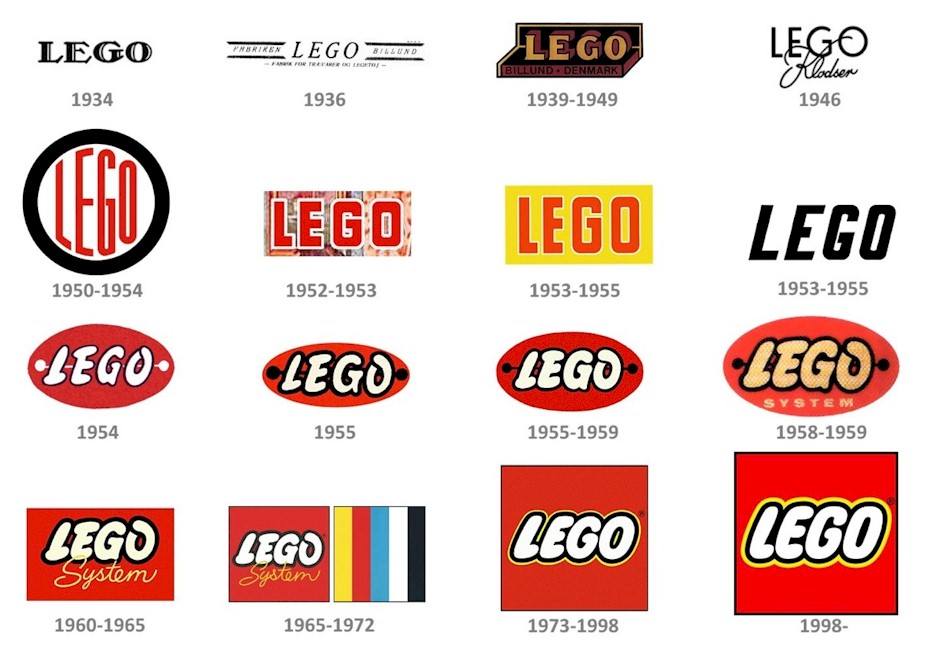 LEGO
1934
FABRIKEN LEGO BILLUND
— FABRIK FOR TRÆVARER OG LEGETØJ —
1936
LEGO
BILLUND · DENMARK
1939-1949
LEGO
Klodser
1946
LEGO
1950-1954
LEGO
1952-1953
LEGO
1953-1955
LEGO
1953-1955
LEGO
1954
LEGO
1955
LEGO
1955-1959
LEGO
SYSTEM
1958-1959
LEGO
System
1960-1965
LEGO
System
1965-1972
LEGO®
1973-1998
LEGO®
1998-